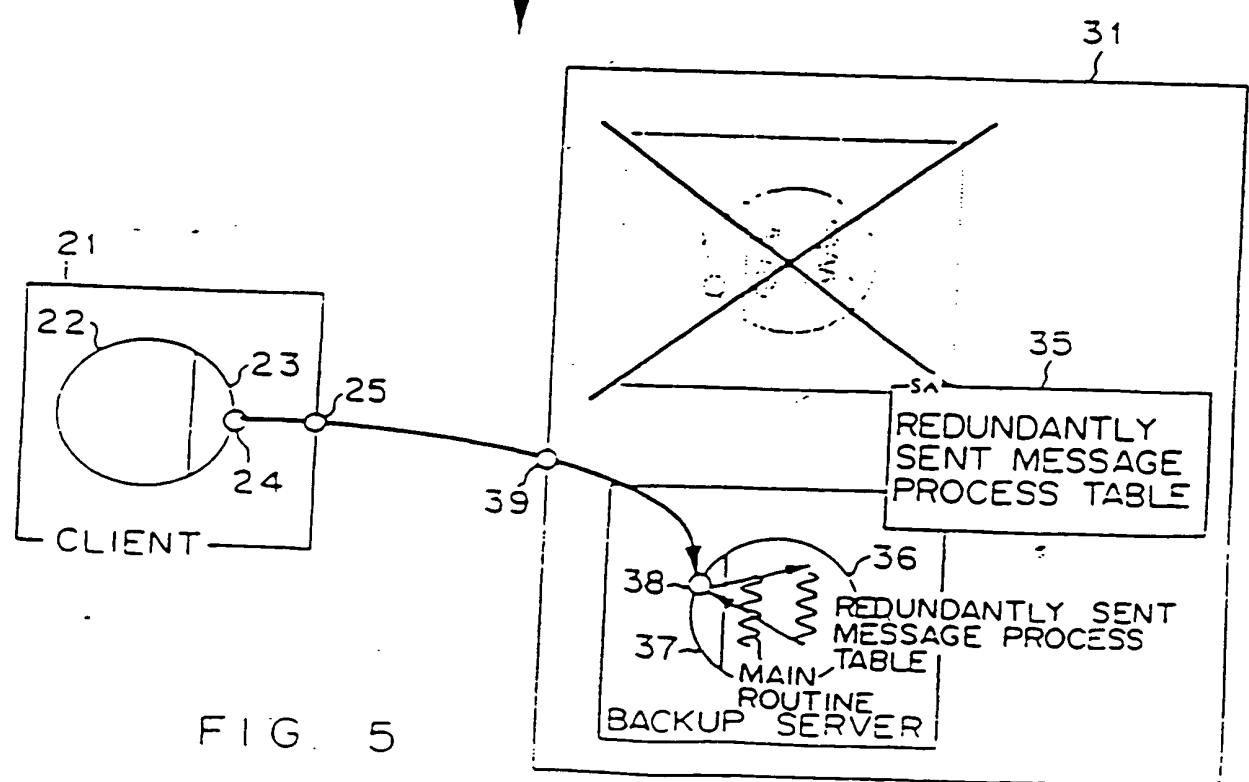 31
21
22
23
25
24
CLIENT
39
35
SA
REDUNDANTLY
SENT MESSAGE
PROCESS TABLE
36
38
REDUNDANTLY SENT
MESSAGE PROCESS
TABLE
37
MAIN
ROUTINE
BACKUP SERVER
FIG. 5